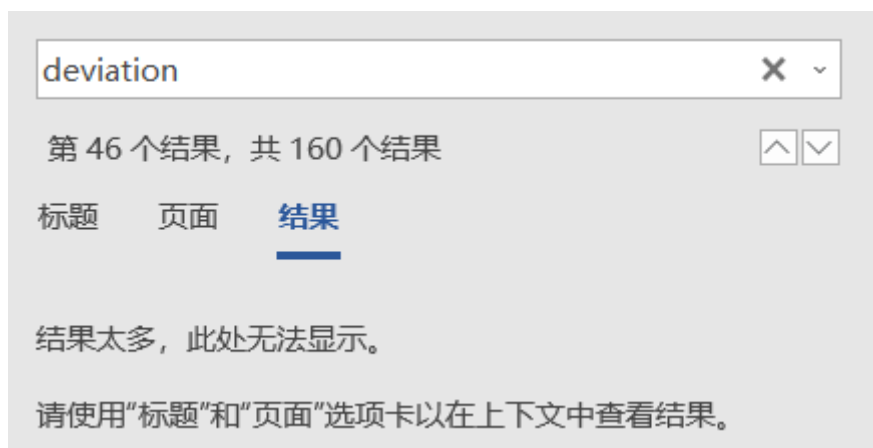 deviation
第 46 个结果，共 160 个结果
标题 页面 结果
结果太多，此处无法显示。
请使用“标题”和“页面”选项卡以在上下文中查看结果。